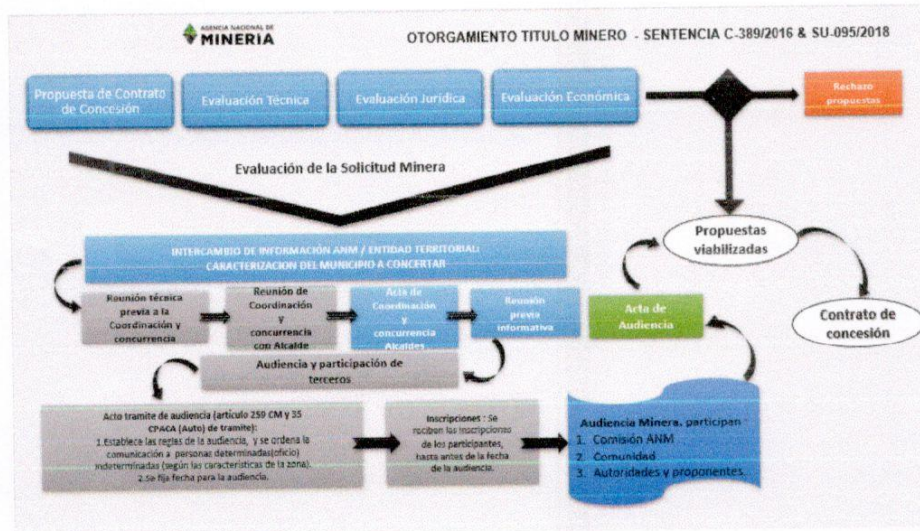 AGENCIA NACIONAL DE
MINERÍA
OTORGAMIENTO TITULO MINERO - SENTENCIA C-389/2016 & SU-095/2018
Propuesta de Contrato
de Concesión
Evaluación Técnica
Evaluación Jurídica
Evaluación Económica
Rechazo
propuestas
Evaluación de la Solicitud Minera
Propuestas
viabilizadas
INTERCAMBIO DE INFORMACIÓN ANM / ENTIDAD TERRITORIAL:
CARACTERIZACION DEL MUNICIPIO A CONCERTAR
Reunión técnica
previa a la
Coordinación y
concurrencia
Reunión de
Coordinación
y
concurrencia
con Alcalde
Acta de
Coordinación
y
concurrencia
Alcaldes
Reunión
previa
informativa
Acta de
Audiencia
Contrato de
concesión
Audiencia y participación de
terceros
Acto tramite de audiencia (artículo 259 CM y 35
CPACA (Auto) de tramite):
1.Establece las reglas de la audiencia, y se ordena la
comunicación a personas determinadas(oficio)
indeterminadas (según las características de la zona).
2.Se fija fecha para la audiencia.
Inscripciones : Se
reciben las inscripciones
de los participantes,
hasta antes de la fecha
de la audiencia.
Audiencia Minera. participan :
1. Comisión ANM
2. Comunidad
3. Autoridades y proponentes.